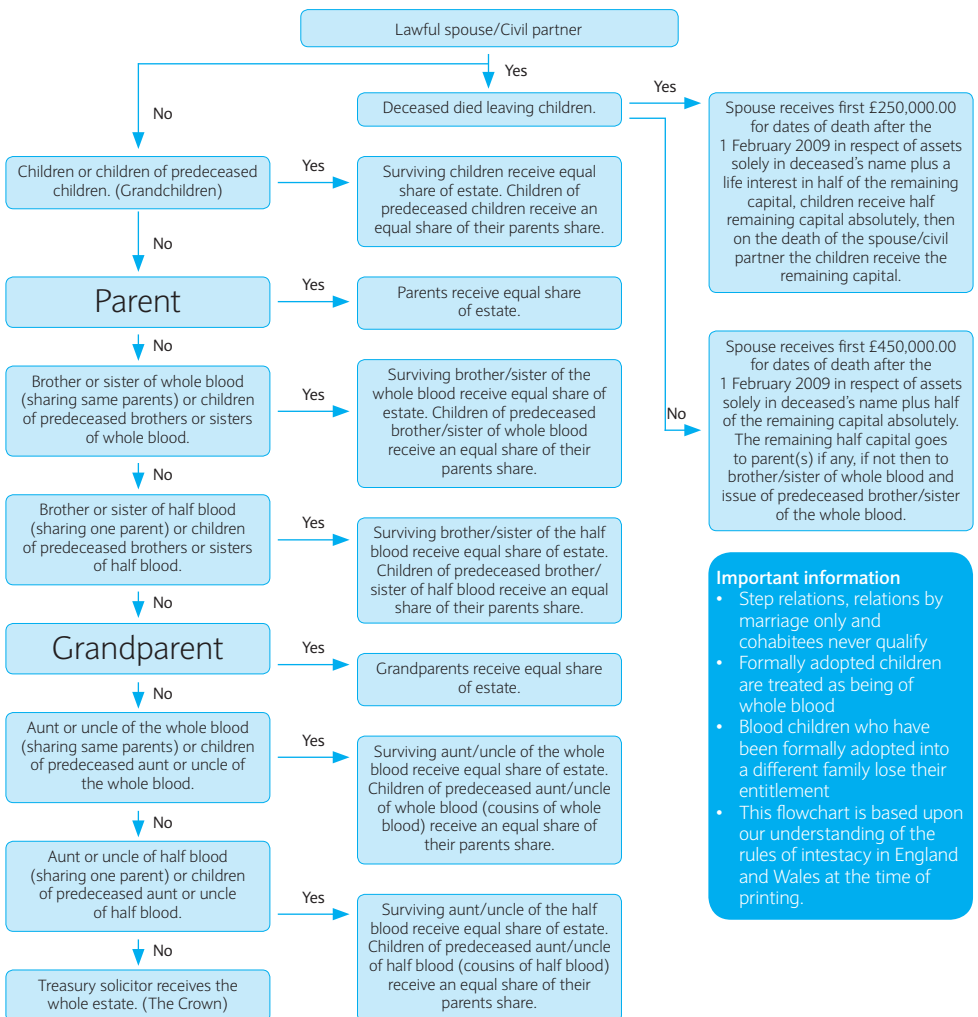 Lawful spouse/Civil partner
Yes
No
Deceased died leaving children.
Yes
Spouse receives first £250,000.00
for dates of death after the
1 February 2009 in respect of assets
solely in deceased's name plus a
life interest in half of the remaining
capital, children receive half
remaining capital absolutely, then
on the death of the spouse/civil
partner the children receive the
remaining capital.
No
Spouse receives first £450,000.00
for dates of death after the
1 February 2009 in respect of assets
solely in deceased's name plus half
of the remaining capital absolutely.
The remaining half capital goes
to parent(s) if any, if not then to
brother/sister of whole blood and
issue of predeceased brother/sister
of the whole blood.
Children or children of predeceased
children. (Grandchildren)
Yes
Surviving children receive equal
share of estate. Children of
predeceased children receive an
equal share of their parents share.
No
Parent
Yes
Parents receive equal share
of estate.
No
Brother or sister of whole blood
(sharing same parents) or children
of predeceased brothers or sisters
of whole blood.
Yes
Surviving brother/sister of the
whole blood receive equal share of
estate. Children of predeceased
brother/sister of whole blood
receive an equal share of their
parents share.
No
Brother or sister of half blood
(sharing one parent) or children
of predeceased brothers or sisters
of half blood.
Yes
Surviving brother/sister of the half
blood receive equal share of estate.
Children of predeceased brother/
sister of half blood receive an equal
share of their parents share.
No
Grandparent
Yes
Grandparents receive equal share
of estate.
No
Aunt or uncle of the whole blood
(sharing same parents) or children
of predeceased aunt or uncle of
the whole blood.
Yes
Surviving aunt/uncle of the whole
blood receive equal share of estate.
Children of predeceased aunt/uncle
of whole blood (cousins of whole
blood) receive an equal share of
their parents share.
No
Aunt or uncle of half blood
(sharing one parent) or children
of predeceased aunt or uncle
of half blood.
Yes
Surviving aunt/uncle of the half
blood receive equal share of estate.
Children of predeceased aunt/uncle
of half blood (cousins of half blood)
receive an equal share of their
parents share.
No
Treasury solicitor receives the
whole estate. (The Crown)
Important information
• Step relations, relations by
marriage only and
cohabitees never qualify
• Formally adopted children
are treated as being of
whole blood
• Blood children who have
been formally adopted into
a different family lose their
entitlement
• This flowchart is based upon
our understanding of the
rules of intestacy in England
and Wales at the time of
printing.